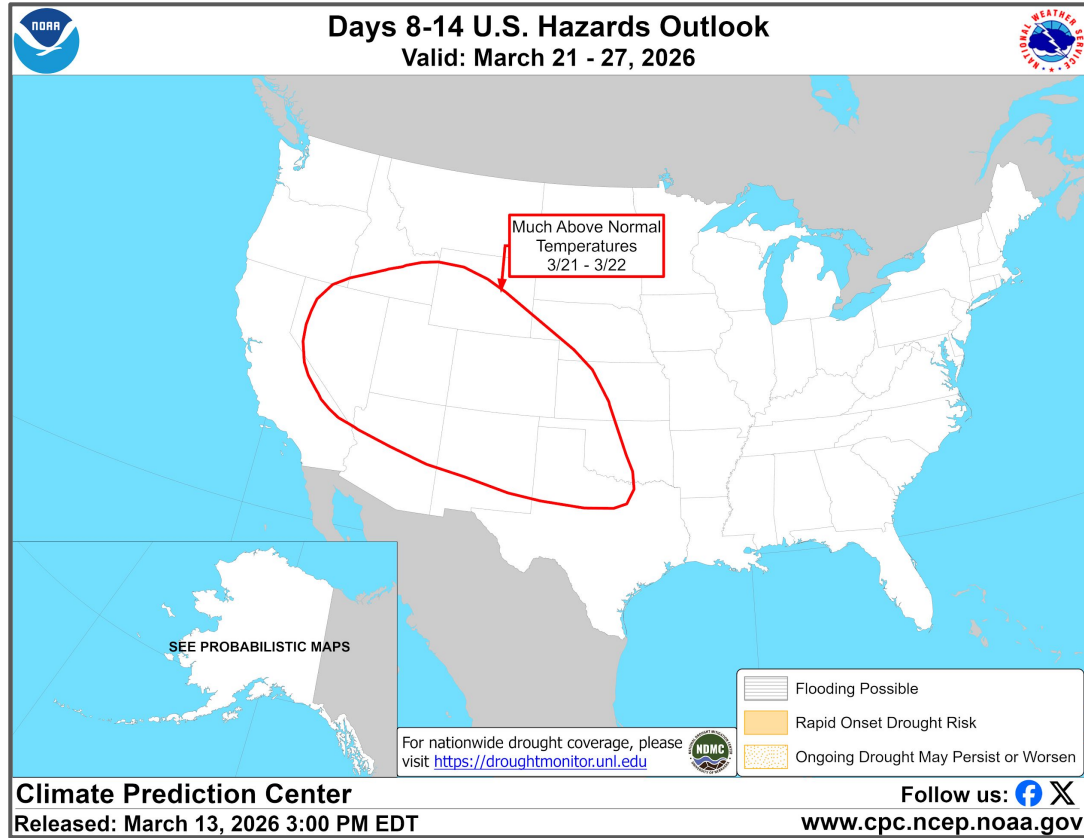 NOAA
Days 8-14 U.S. Hazards Outlook
Valid: March 21 - 27, 2026
NATIONAL WEATHER SERVICE
Much Above Normal
Temperatures
3/21 - 3/22
SEE PROBABILISTIC MAPS
For nationwide drought coverage, please
visit https://droughtmonitor.unl.edu
NDMC
Flooding Possible
Rapid Onset Drought Risk
Ongoing Drought May Persist or Worsen
Climate Prediction Center
Follow us:
Released: March 13, 2026 3:00 PM EDT
www.cpc.ncep.noaa.gov